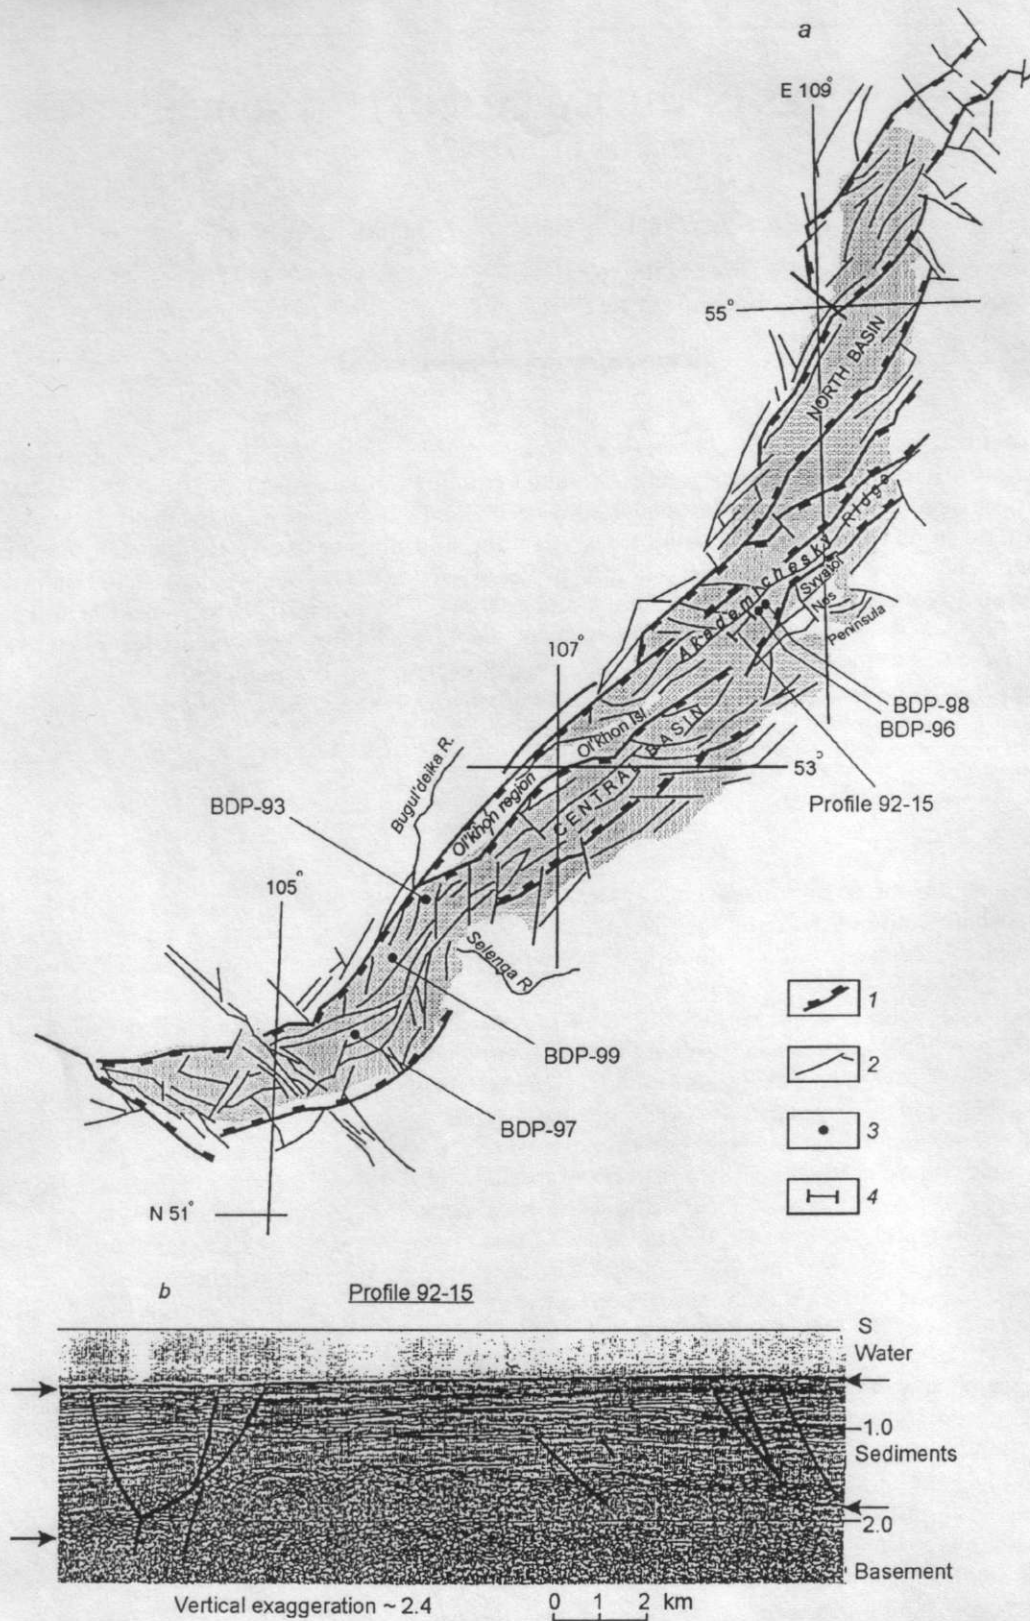 a
E 109°
55°
NORTH BASIN
Akademichesky Ridge
Svyatoi
Nos
Peninsula
107°
BDP-98
BDP-96
Ol'khon Isl.
CENTRAL BASIN
53°
Profile 92-15
Bugul'deika R.
Ol'khon region
BDP-93
105°
Selenga R.
1
BDP-99
2
BDP-97
3
N 51°
4
b
Profile 92-15
S
Water
1.0
Sediments
2.0
Basement
Vertical exaggeration ~ 2.4
0 1 2 km